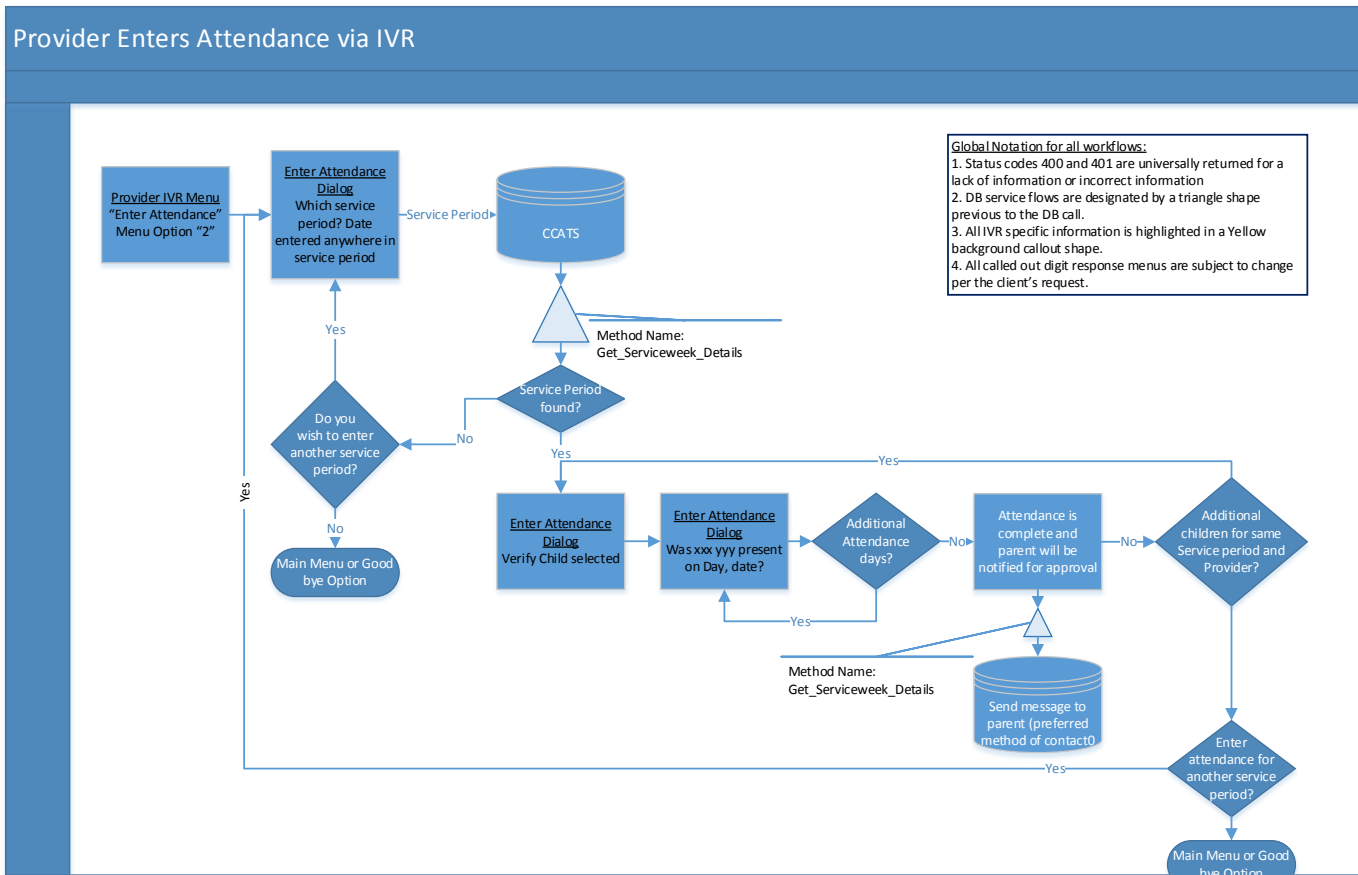 Provider Enters Attendance via IVR
Global Notation for all workflows:
1. Status codes 400 and 401 are universally returned for a
lack of information or incorrect information
2. DB service flows are designated by a triangle shape
previous to the DB call.
3. All IVR specific information is highlighted in a Yellow
background callout shape.
4. All called out digit response menus are subject to change
per the client's request.
Provider IVR Menu
"Enter Attendance"
Menu Option "2"
Enter Attendance
Dialog
Which service
period? Date
entered anywhere in
service period
Service Period
CCATS
Method Name:
Get_Serviceweek_Details
Service Period
found?
No
Yes
Do you
wish to enter
another service
period?
Yes
No
Main Menu or Good
bye Option
Yes
Yes
Enter Attendance
Dialog
Verify Child selected
Enter Attendance
Dialog
Was xxx yyy present
on Day, date?
Additional
Attendance
days?
No
Yes
Attendance is
complete and
parent will be
notified for approval
No
Additional
children for same
Service period and
Provider?
Method Name:
Get_Serviceweek_Details
Send message to
parent (preferred
method of contact0
Enter
attendance for
another service
period?
Yes
Main Menu or Good
bye Option